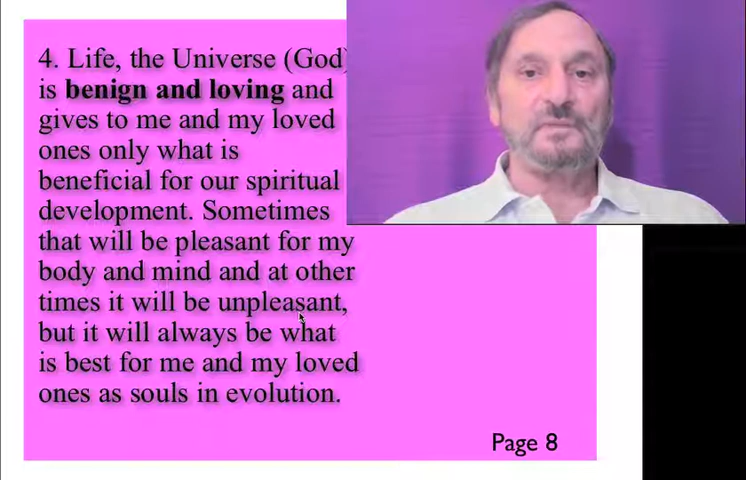 4. Life, the Universe (God)
is benign and loving and
gives to me and my loved
ones only what is
beneficial for our spiritual
development. Sometimes
that will be pleasant for my
body and mind and at other
times it will be unpleasant,
but it will always be what
is best for me and my loved
ones as souls in evolution.
Page 8